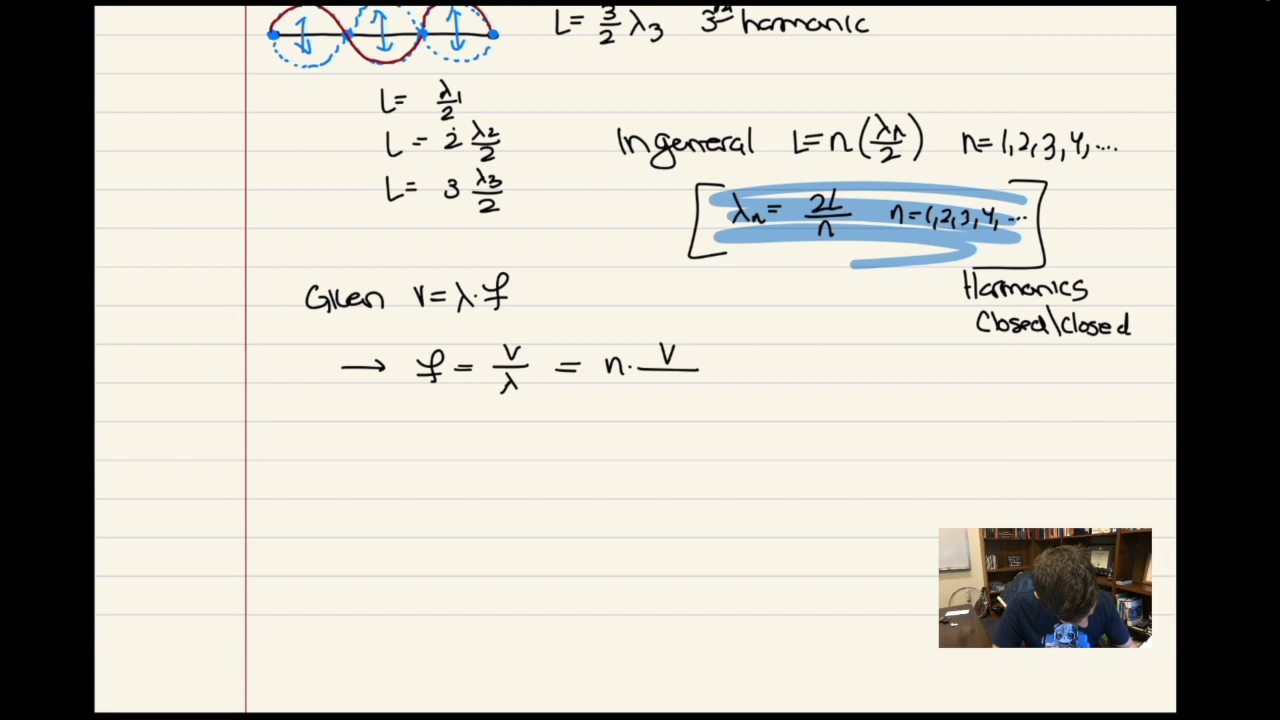 L= 3/2 λ3 3rd harmonic
L= λ1/2
L= 2 λ2/2
L= 3 λ3/2
In general L=n(λn/2) n=1,2,3,4,....
[λn= 2L/n n=1,2,3,4,...]
Harmonics
Closed\closed
Given v=λ·f
→ f= v/λ = n· v/